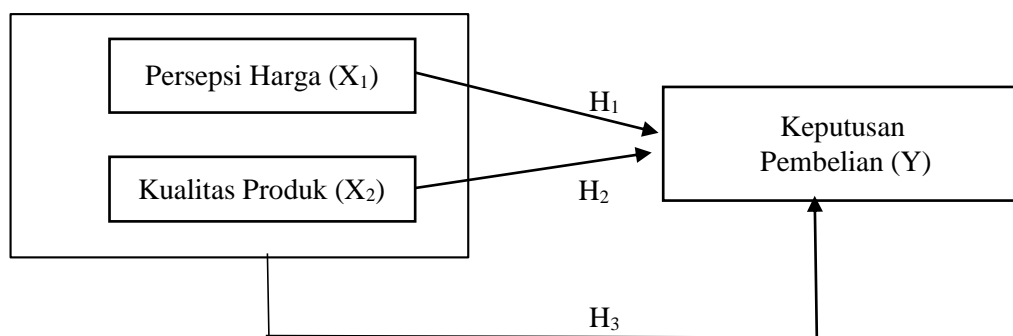 Persepsi Harga (X₁)
H₁
Keputusan
Pembelian (Y)
Kualitas Produk (X₂)
H₂
H₃